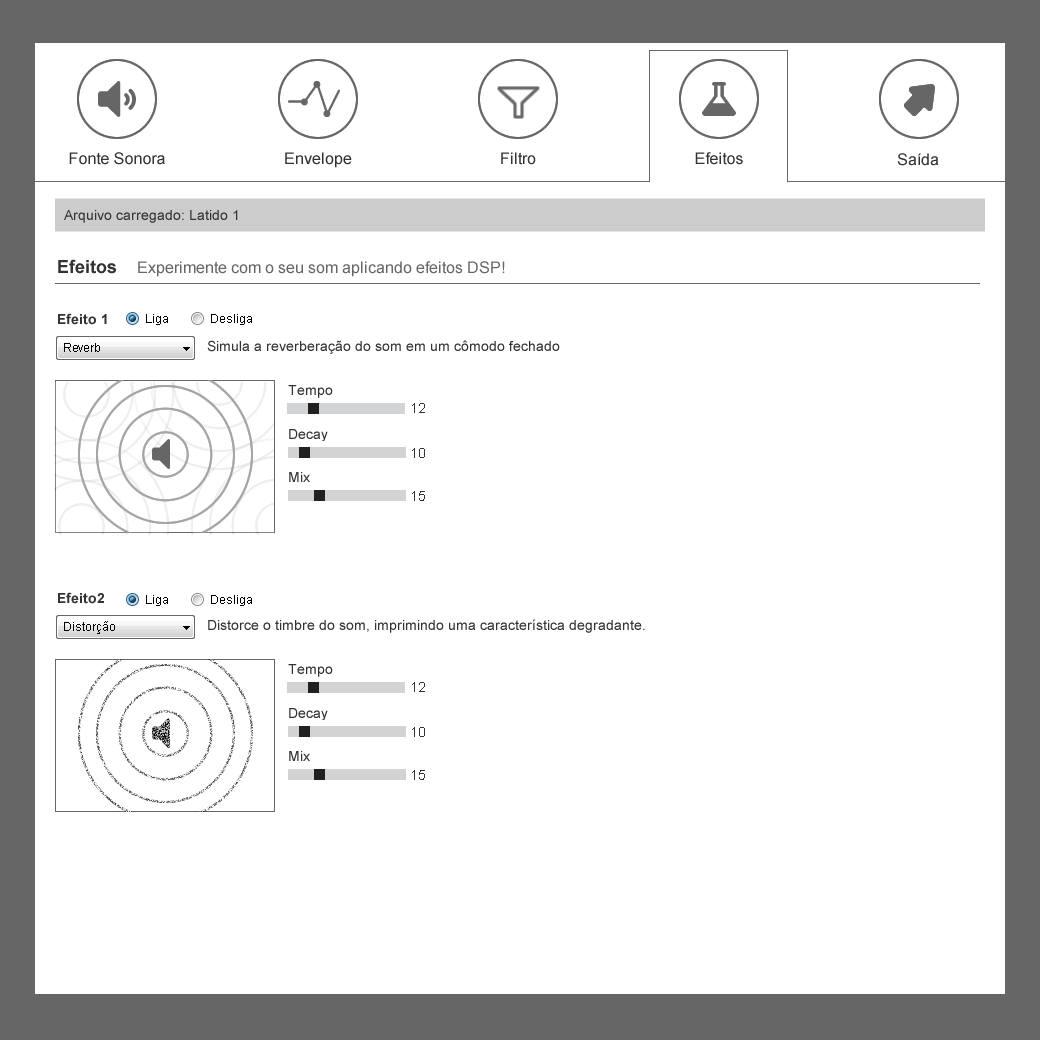 Fonte Sonora
Envelope
Filtro
Efeitos
Saída
Arquivo carregado: Latido 1
Efeitos Experimente com o seu som aplicando efeitos DSP!
Efeito 1 Liga Desliga
Reverb Simula a reverberação do som em um cômodo fechado
Tempo
12
Decay
10
Mix
15
Efeito2 Liga Desliga
Distorção Distorce o timbre do som, imprimindo uma característica degradante.
Tempo
12
Decay
10
Mix
15